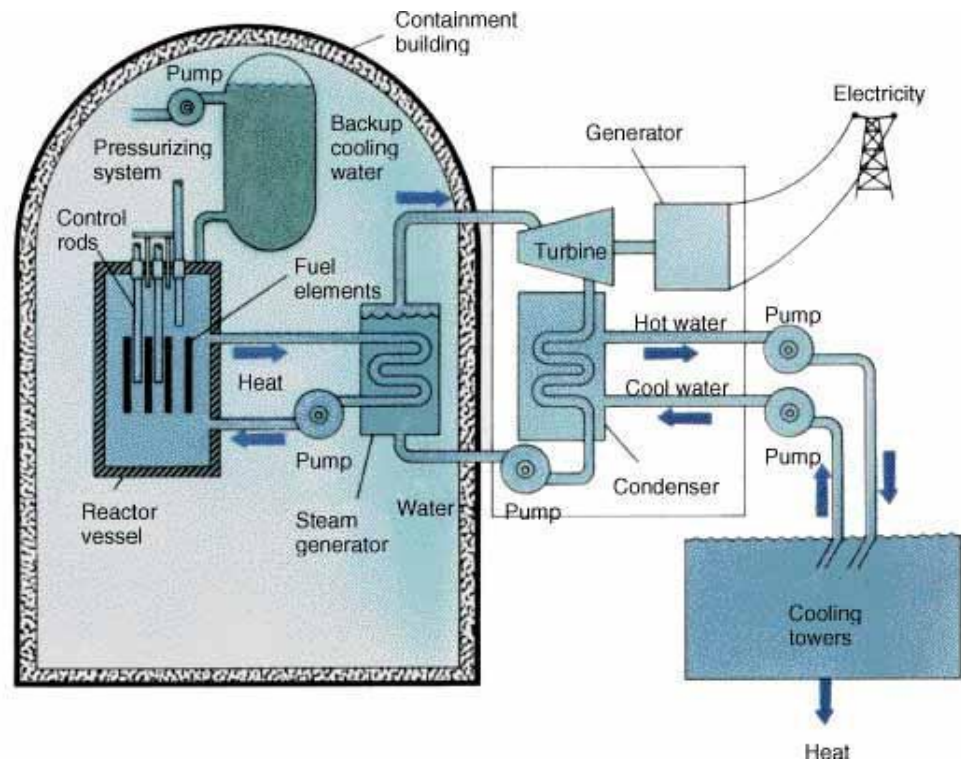 Containment
building
Pump
Electricity
Backup
cooling
water
Generator
Pressurizing
system
Control
rods
Turbine
Fuel
elements
Hot water
Pump
Heat
Cool water
Pump
Pump
Condenser
Reactor
vessel
Steam
generator
Water
Pump
Cooling
towers
Heat